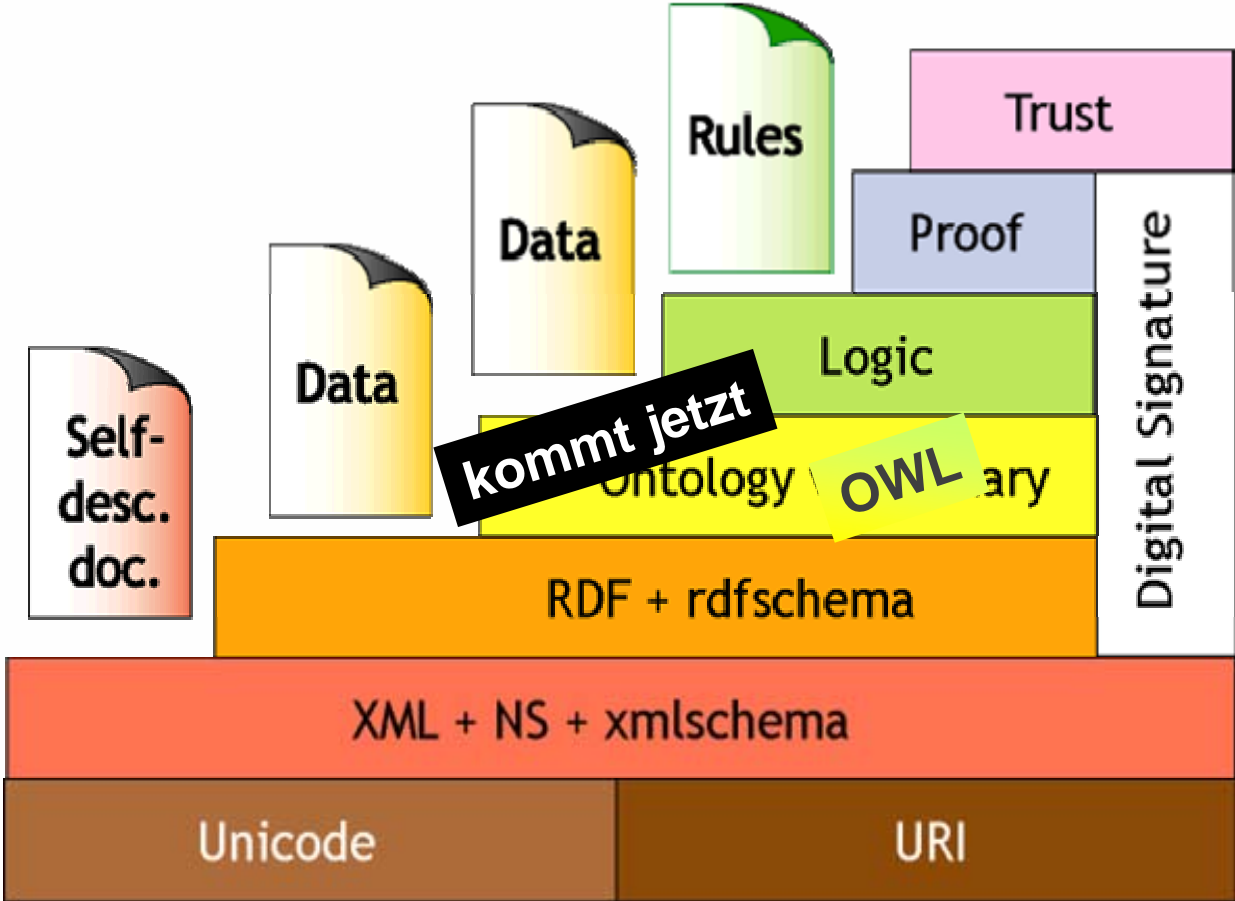 Rules
Trust
Data
Proof
Data
Logic
Self-
desc.
doc.
kommt jetzt
Ontology
OWL
ary
Digital Signature
RDF + rdfschema
XML + NS + xmlschema
Unicode
URI